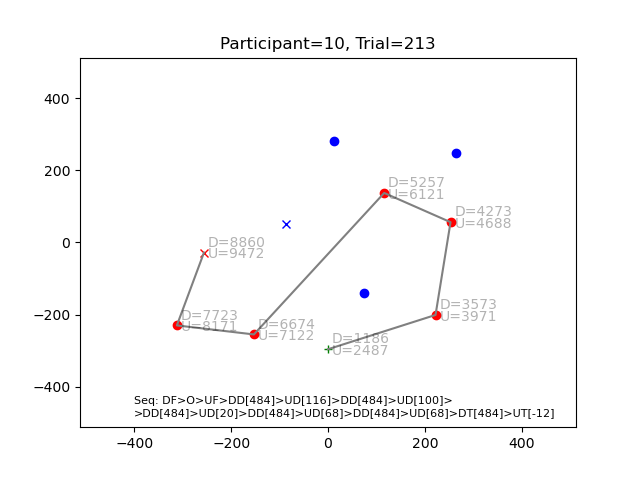 Participant=10, Trial=213
400
200
0
−200
−400
−400
−200
0
200
400
D=5257
U=6121
D=4273
U=4688
D=8860
U=9472
D=3573
U=3971
D=7723
U=8171
D=6674
U=7122
D=1186
U=2487
Seq: DF>O>UF>DD[484]>UD[116]>DD[484]>UD[100]>
>DD[484]>UD[20]>DD[484]>UD[68]>DD[484]>UD[68]>DT[484]>UT[-12]